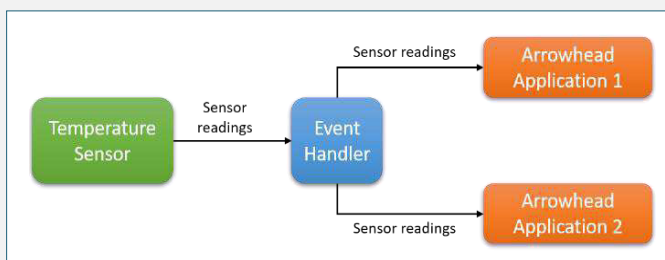 Sensor readings
Arrowhead
Application 1
Temperature
Sensor
Sensor
readings
Event
Handler
Arrowhead
Application 2
Sensor readings